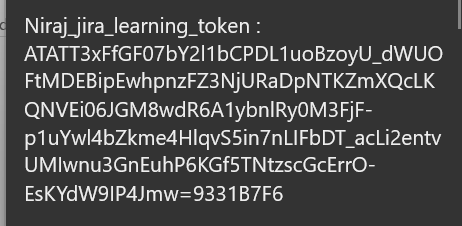 Niraj_jira_learning_token :
ATATT3xFfGF07bY2l1bCPDL1uoBzoyU_dWUO
FtMDEBipEwhpnzFZ3NjURaDpNTKZmXQcLK
QNVEi06JGM8wdR6A1ybnlRy0M3FjF-
p1uYwl4bZkme4HlqvS5in7nLIFbDT_acLi2entv
UMIwnu3GnEuhP6KGf5TNtzscGcErrO-
EsKYdW9IP4Jmw=9331B7F6